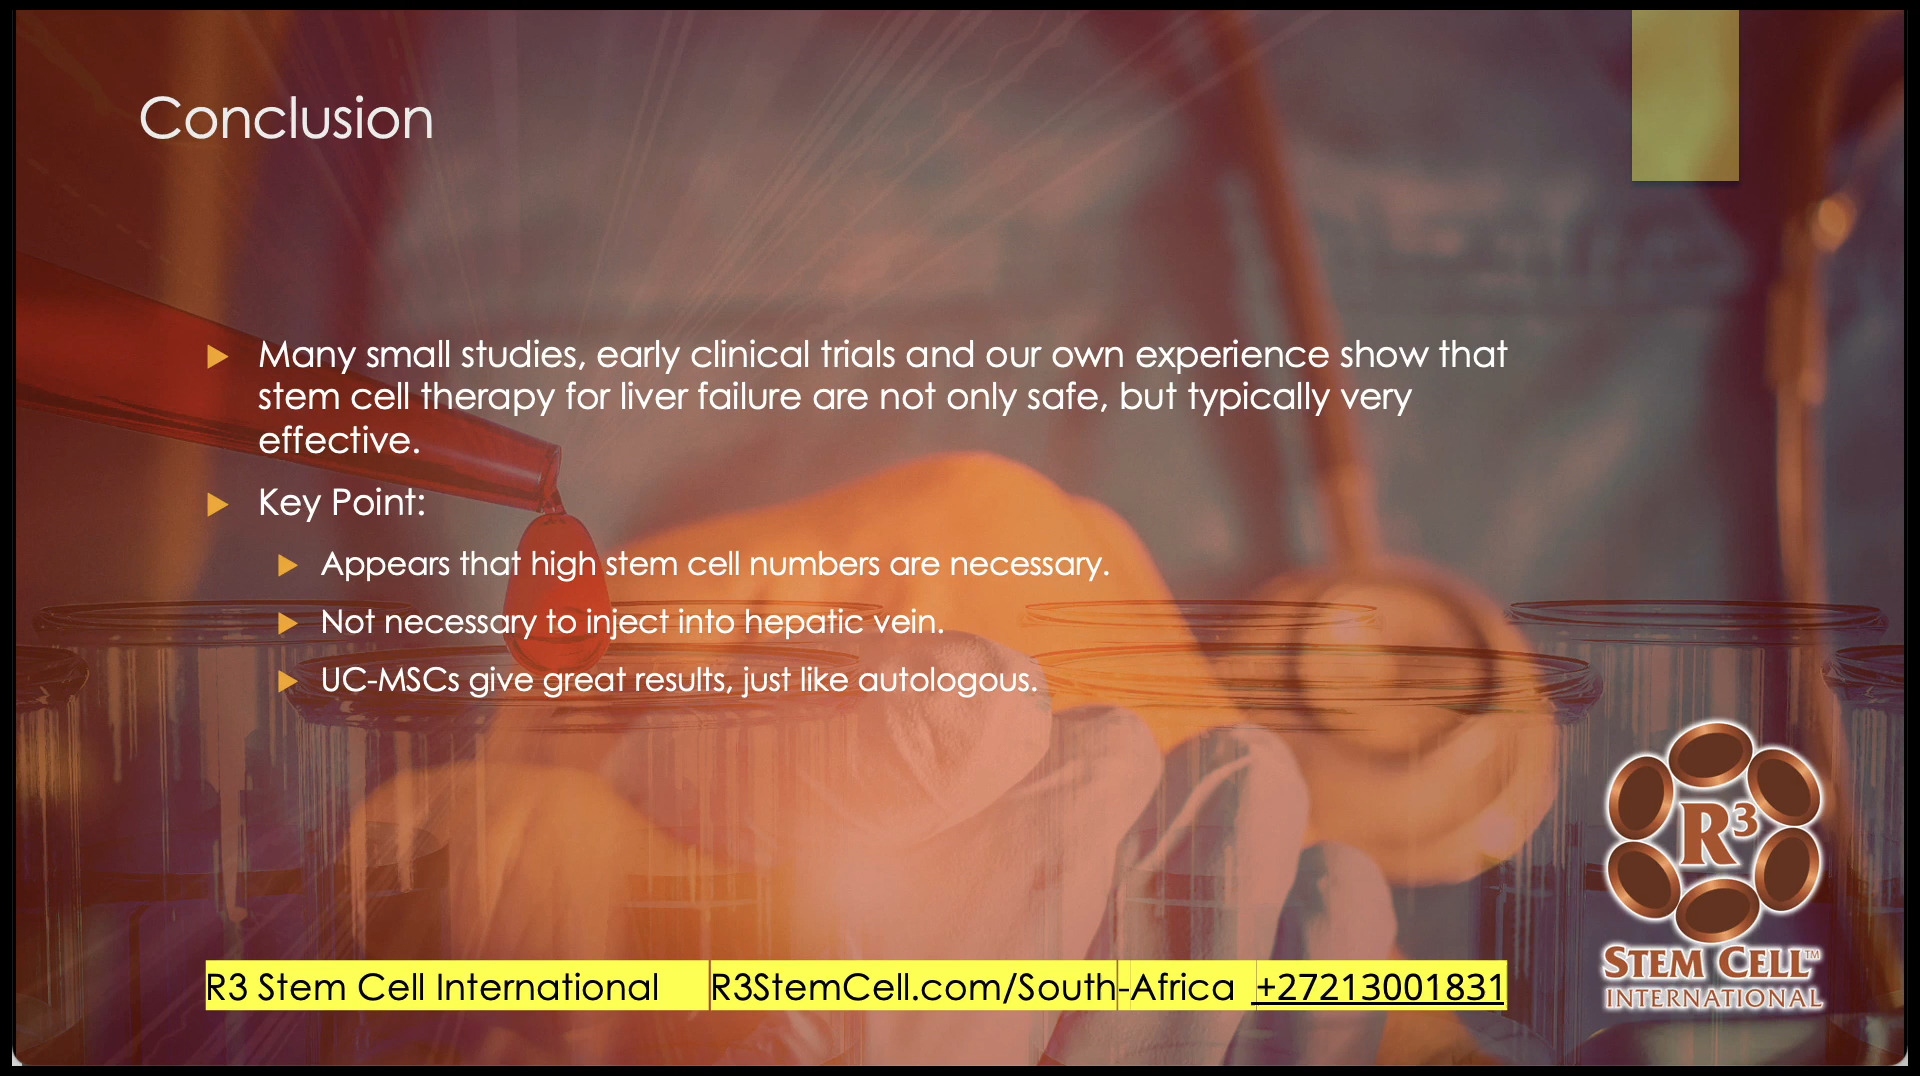 Conclusion
Many small studies, early clinical trials and our own experience show that
stem cell therapy for liver failure are not only safe, but typically very
effective.
Key Point:
Appears that high stem cell numbers are necessary.
Not necessary to inject into hepatic vein.
UC-MSCs give great results, just like autologous.
R3
STEM CELL™
INTERNATIONAL
R3 Stem Cell International R3StemCell.com/South-Africa +27213001831